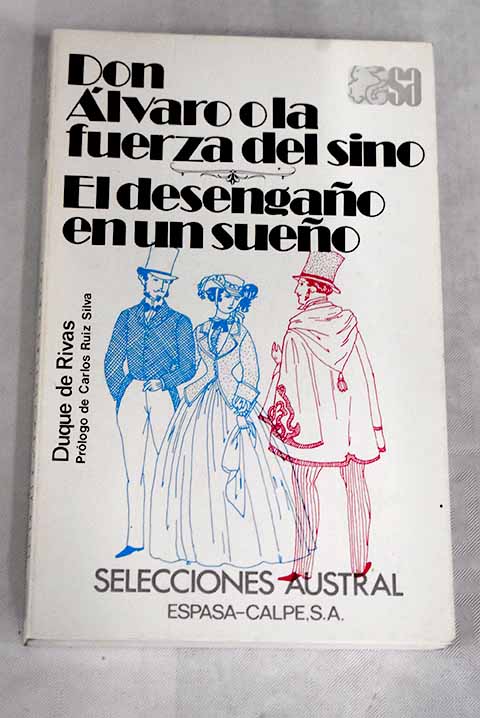 Don
Álvaro o la
fuerza del sino
El desengaño
en un sueño
Duque de Rivas
Prólogo de Carlos Ruiz Silva
SELECCIONES AUSTRAL
ESPASA-CALPE, S.A.
sa